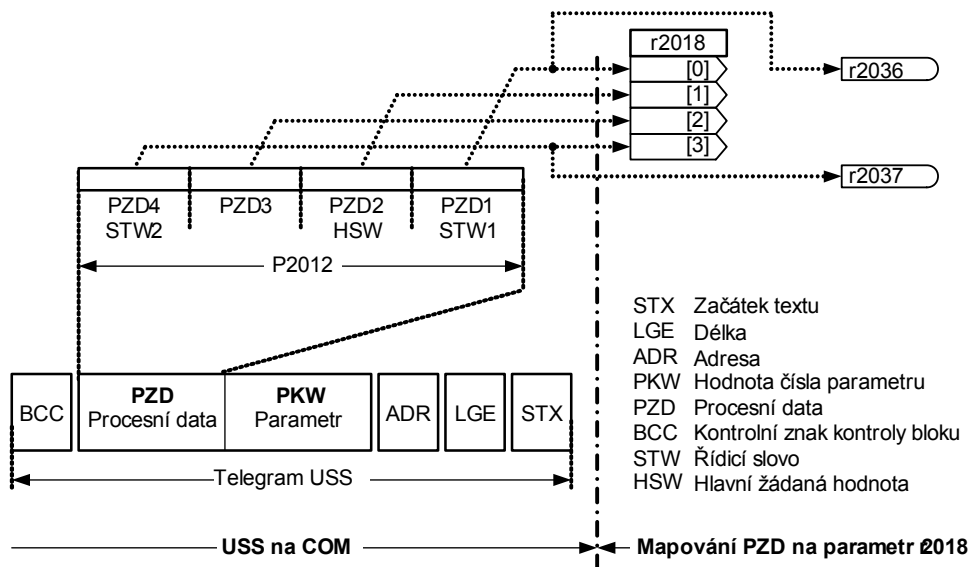 r2018
[0]
[1]
[2]
[3]
r2036
r2037
PZD4 PZD3 PZD2 PZD1
STW2 HSW STW1
P2012
STX Začátek textu
LGE Délka
ADR Adresa
PKW Hodnota čísla parametru
PZD Procesní data
BCC Kontrolní znak kontroly bloku
STW Řídicí slovo
HSW Hlavní žádaná hodnota
BCC PZD Procesní data PKW Parametr ADR LGE STX
Telegram USS
USS na COM Mapování PZD na parametr r2018